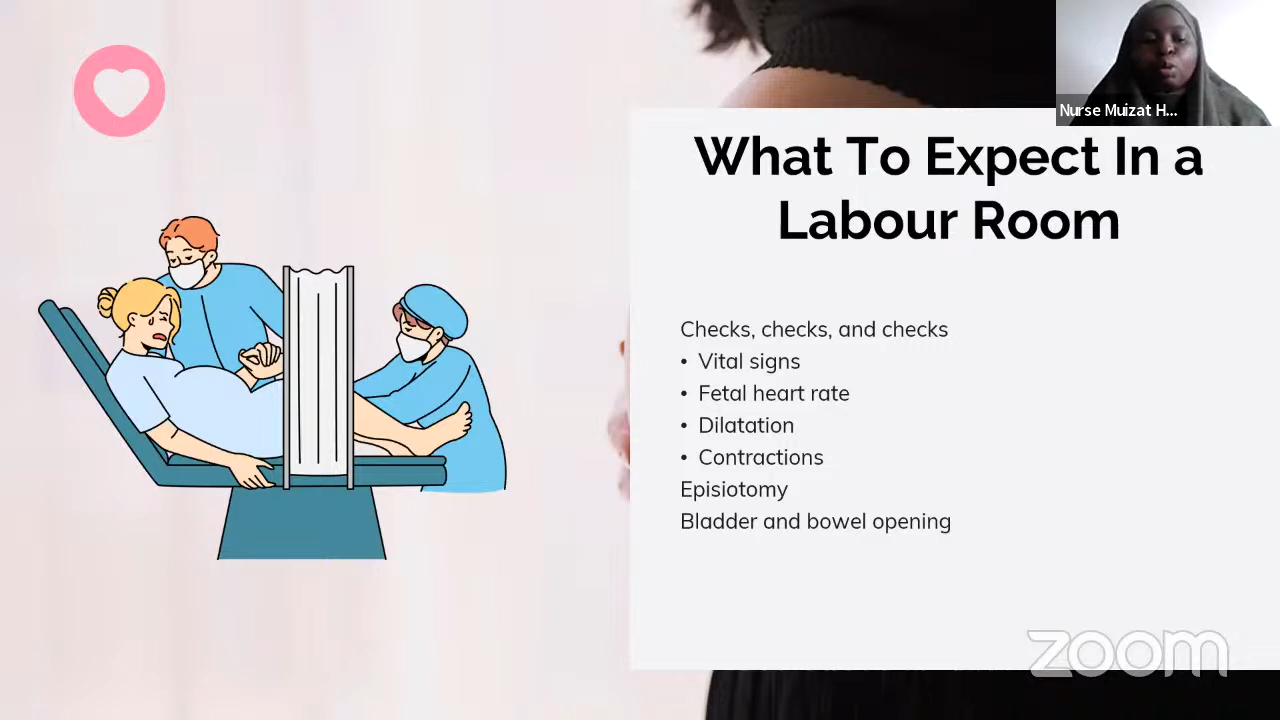 Nurse Muizat H...
What To Expect In a
Labour Room
Checks, checks, and checks
• Vital signs
• Fetal heart rate
• Dilatation
• Contractions
Episiotomy
Bladder and bowel opening
zoom